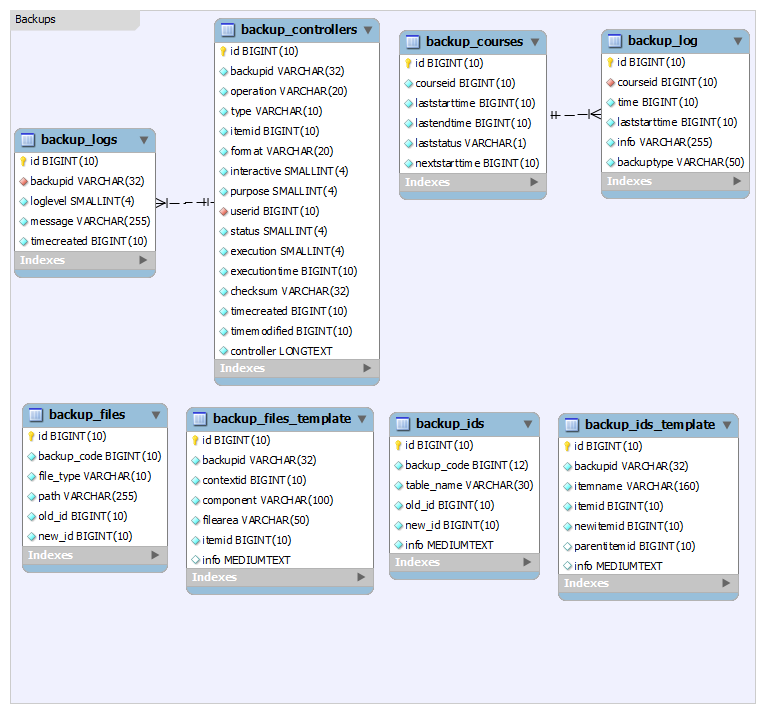 Backups
backup_controllers
id BIGINT(10)
backupid VARCHAR(32)
operation VARCHAR(20)
type VARCHAR(10)
itemid BIGINT(10)
format VARCHAR(20)
interactive SMALLINT(4)
purpose SMALLINT(4)
userid BIGINT(10)
status SMALLINT(4)
execution SMALLINT(4)
executiontime BIGINT(10)
checksum VARCHAR(32)
timecreated BIGINT(10)
timemodified BIGINT(10)
controller LONGTEXT
Indexes
backup_courses
id BIGINT(10)
courseid BIGINT(10)
laststarttime BIGINT(10)
lastendtime BIGINT(10)
laststatus VARCHAR(1)
nextstarttime BIGINT(10)
Indexes
backup_log
id BIGINT(10)
courseid BIGINT(10)
time BIGINT(10)
laststarttime BIGINT(10)
info VARCHAR(255)
backuptype VARCHAR(50)
Indexes
backup_logs
id BIGINT(10)
backupid VARCHAR(32)
loglevel SMALLINT(4)
message VARCHAR(255)
timecreated BIGINT(10)
Indexes
backup_files
id BIGINT(10)
backup_code BIGINT(10)
file_type VARCHAR(10)
path VARCHAR(255)
old_id BIGINT(10)
new_id BIGINT(10)
Indexes
backup_files_template
id BIGINT(10)
backupid VARCHAR(32)
contextid BIGINT(10)
component VARCHAR(100)
filearea VARCHAR(50)
itemid BIGINT(10)
info MEDIUMTEXT
Indexes
backup_ids
id BIGINT(10)
backup_code BIGINT(12)
table_name VARCHAR(30)
old_id BIGINT(10)
new_id BIGINT(10)
info MEDIUMTEXT
Indexes
backup_ids_template
id BIGINT(10)
backupid VARCHAR(32)
itemname VARCHAR(160)
itemid BIGINT(10)
newitemid BIGINT(10)
parentitemid BIGINT(10)
info MEDIUMTEXT
Indexes